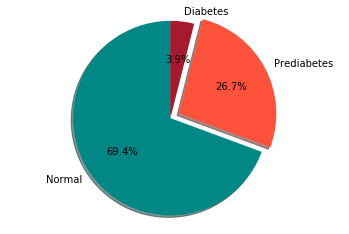 Diabetes
3.9%
Prediabetes
26.7%
69.4%
Normal